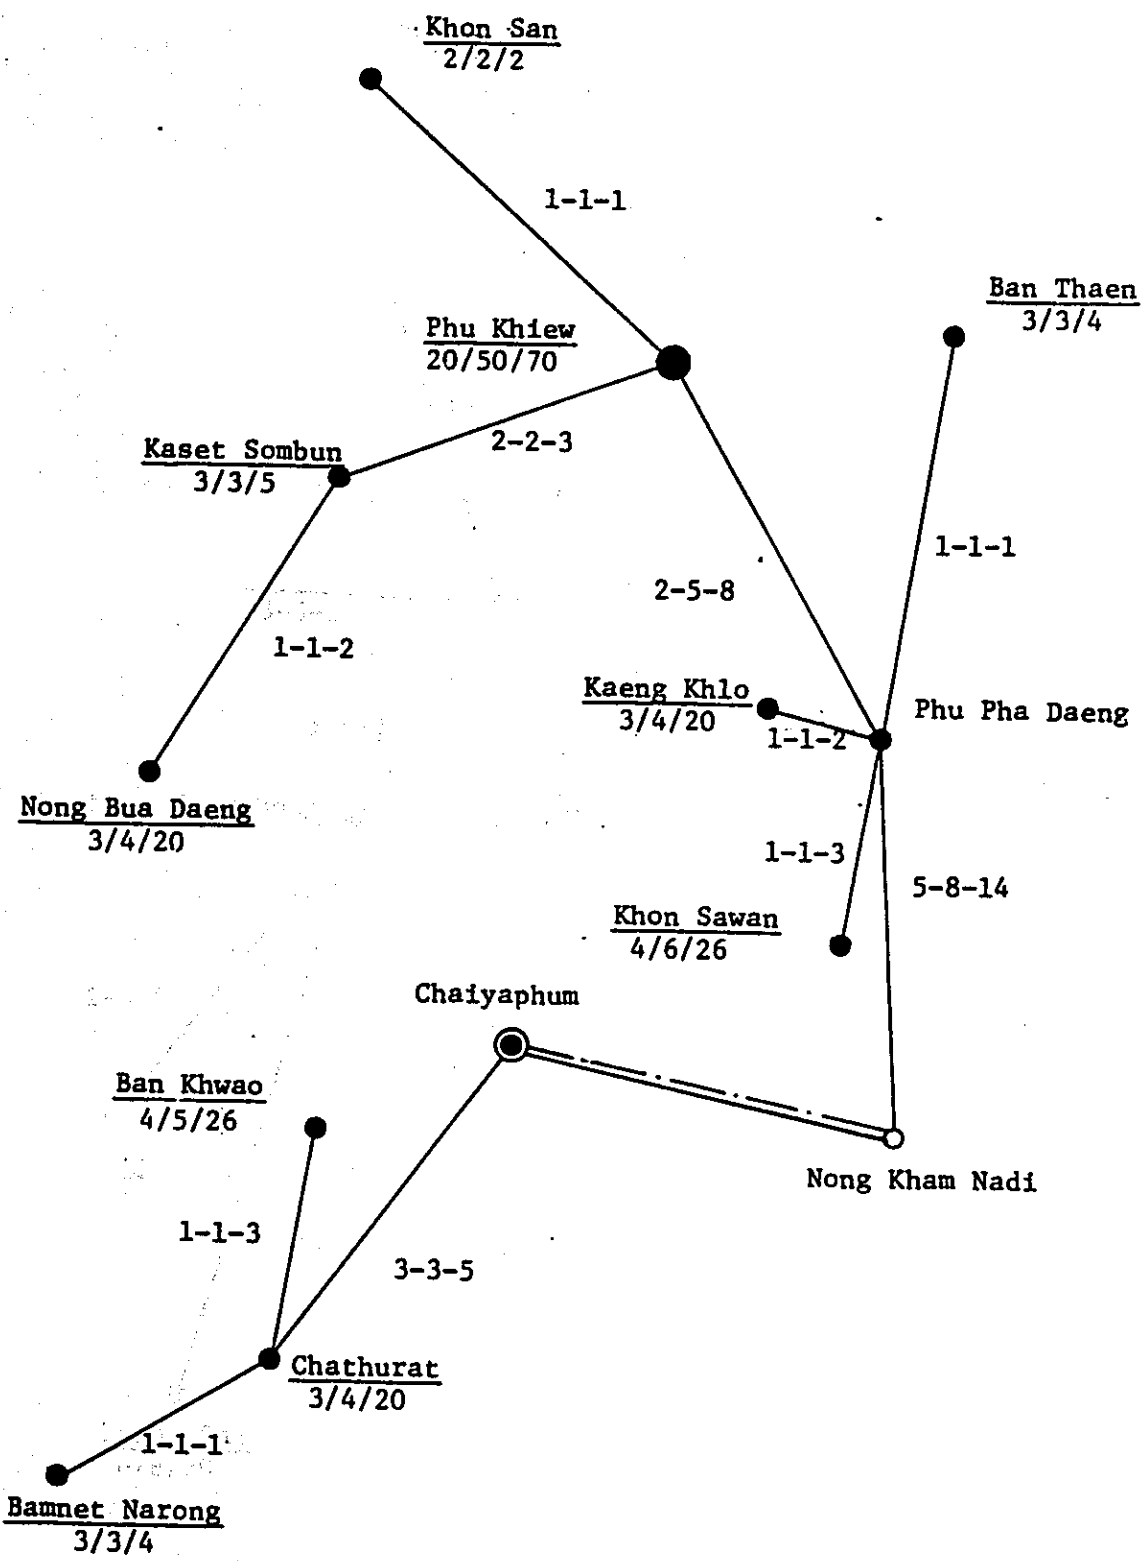 Khon San
2/2/2
1-1-1
Ban Thaen
3/3/4
Phu Khiew
20/50/70
2-2-3
Kaset Sombun
3/3/5
1-1-1
2-5-8
1-1-2
Kaeng Khlo
3/4/20
1-1-2
Phu Pha Daeng
Nong Bua Daeng
3/4/20
1-1-3
5-8-14
Khon Sawan
4/6/26
Chaiyaphum
Ban Khwao
4/5/26
Nong Kham Nadi
1-1-3
3-3-5
Chathurat
3/4/20
1-1-1
Bamnet Narong
3/3/4